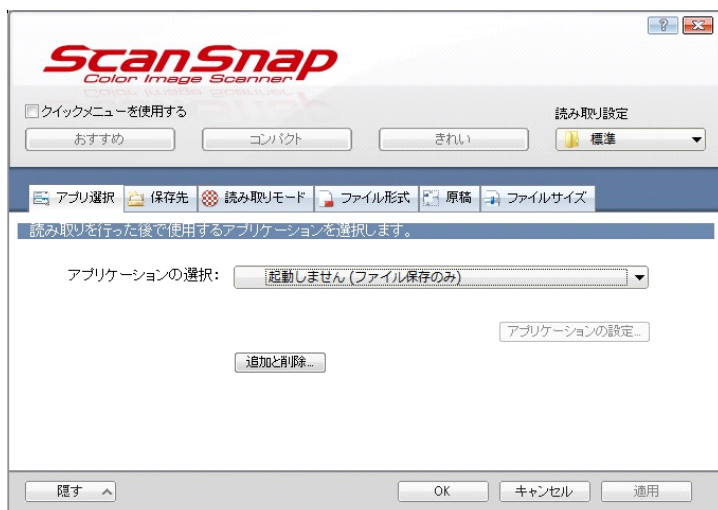 ScanSnap
Color Image Scanner
クイックメニューを使用する
読み取り設定
おすすめ
コンパクト
きれい
標準
アプリ選択
保存先
読み取りモード
ファイル形式
原稿
ファイルサイズ
読み取りを行った後で使用するアプリケーションを選択します。
アプリケーションの選択:
起動しません (ファイル保存のみ)
アプリケーションの設定...
追加と削除...
隠す
OK
キャンセル
適用